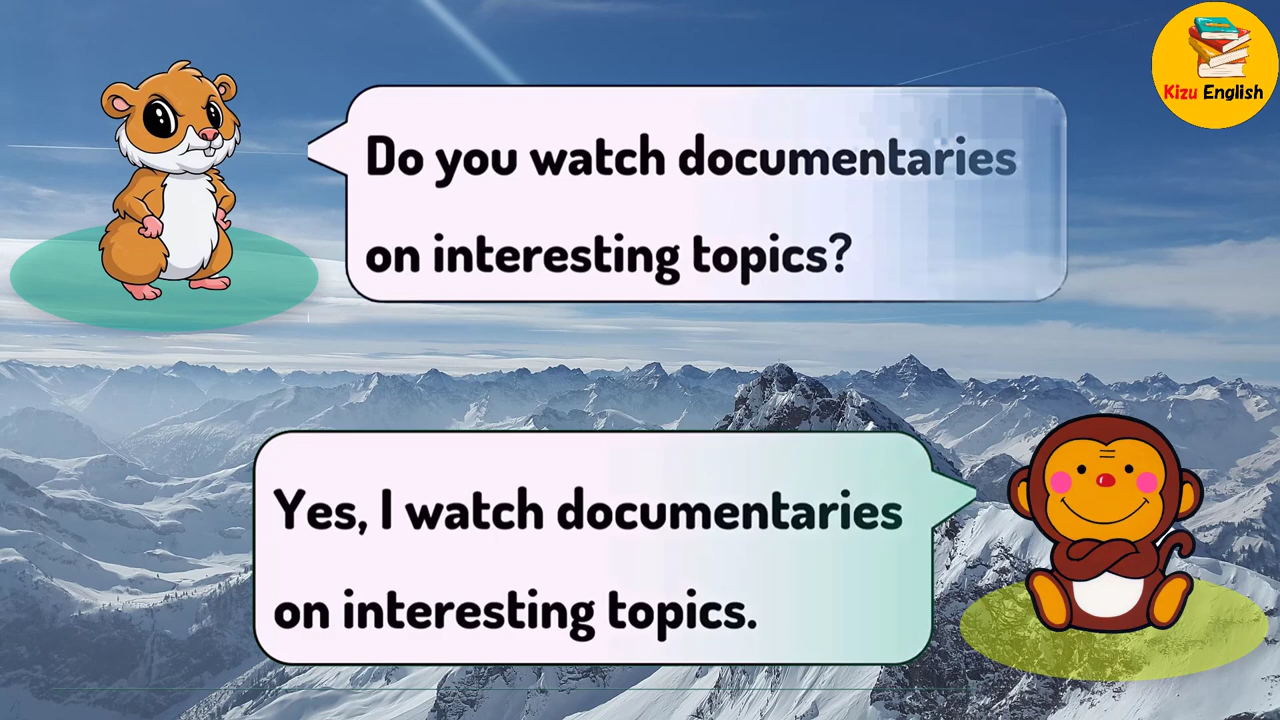 Kizu English
Do you watch documentaries
on interesting topics?
Yes, I watch documentaries
on interesting topics.